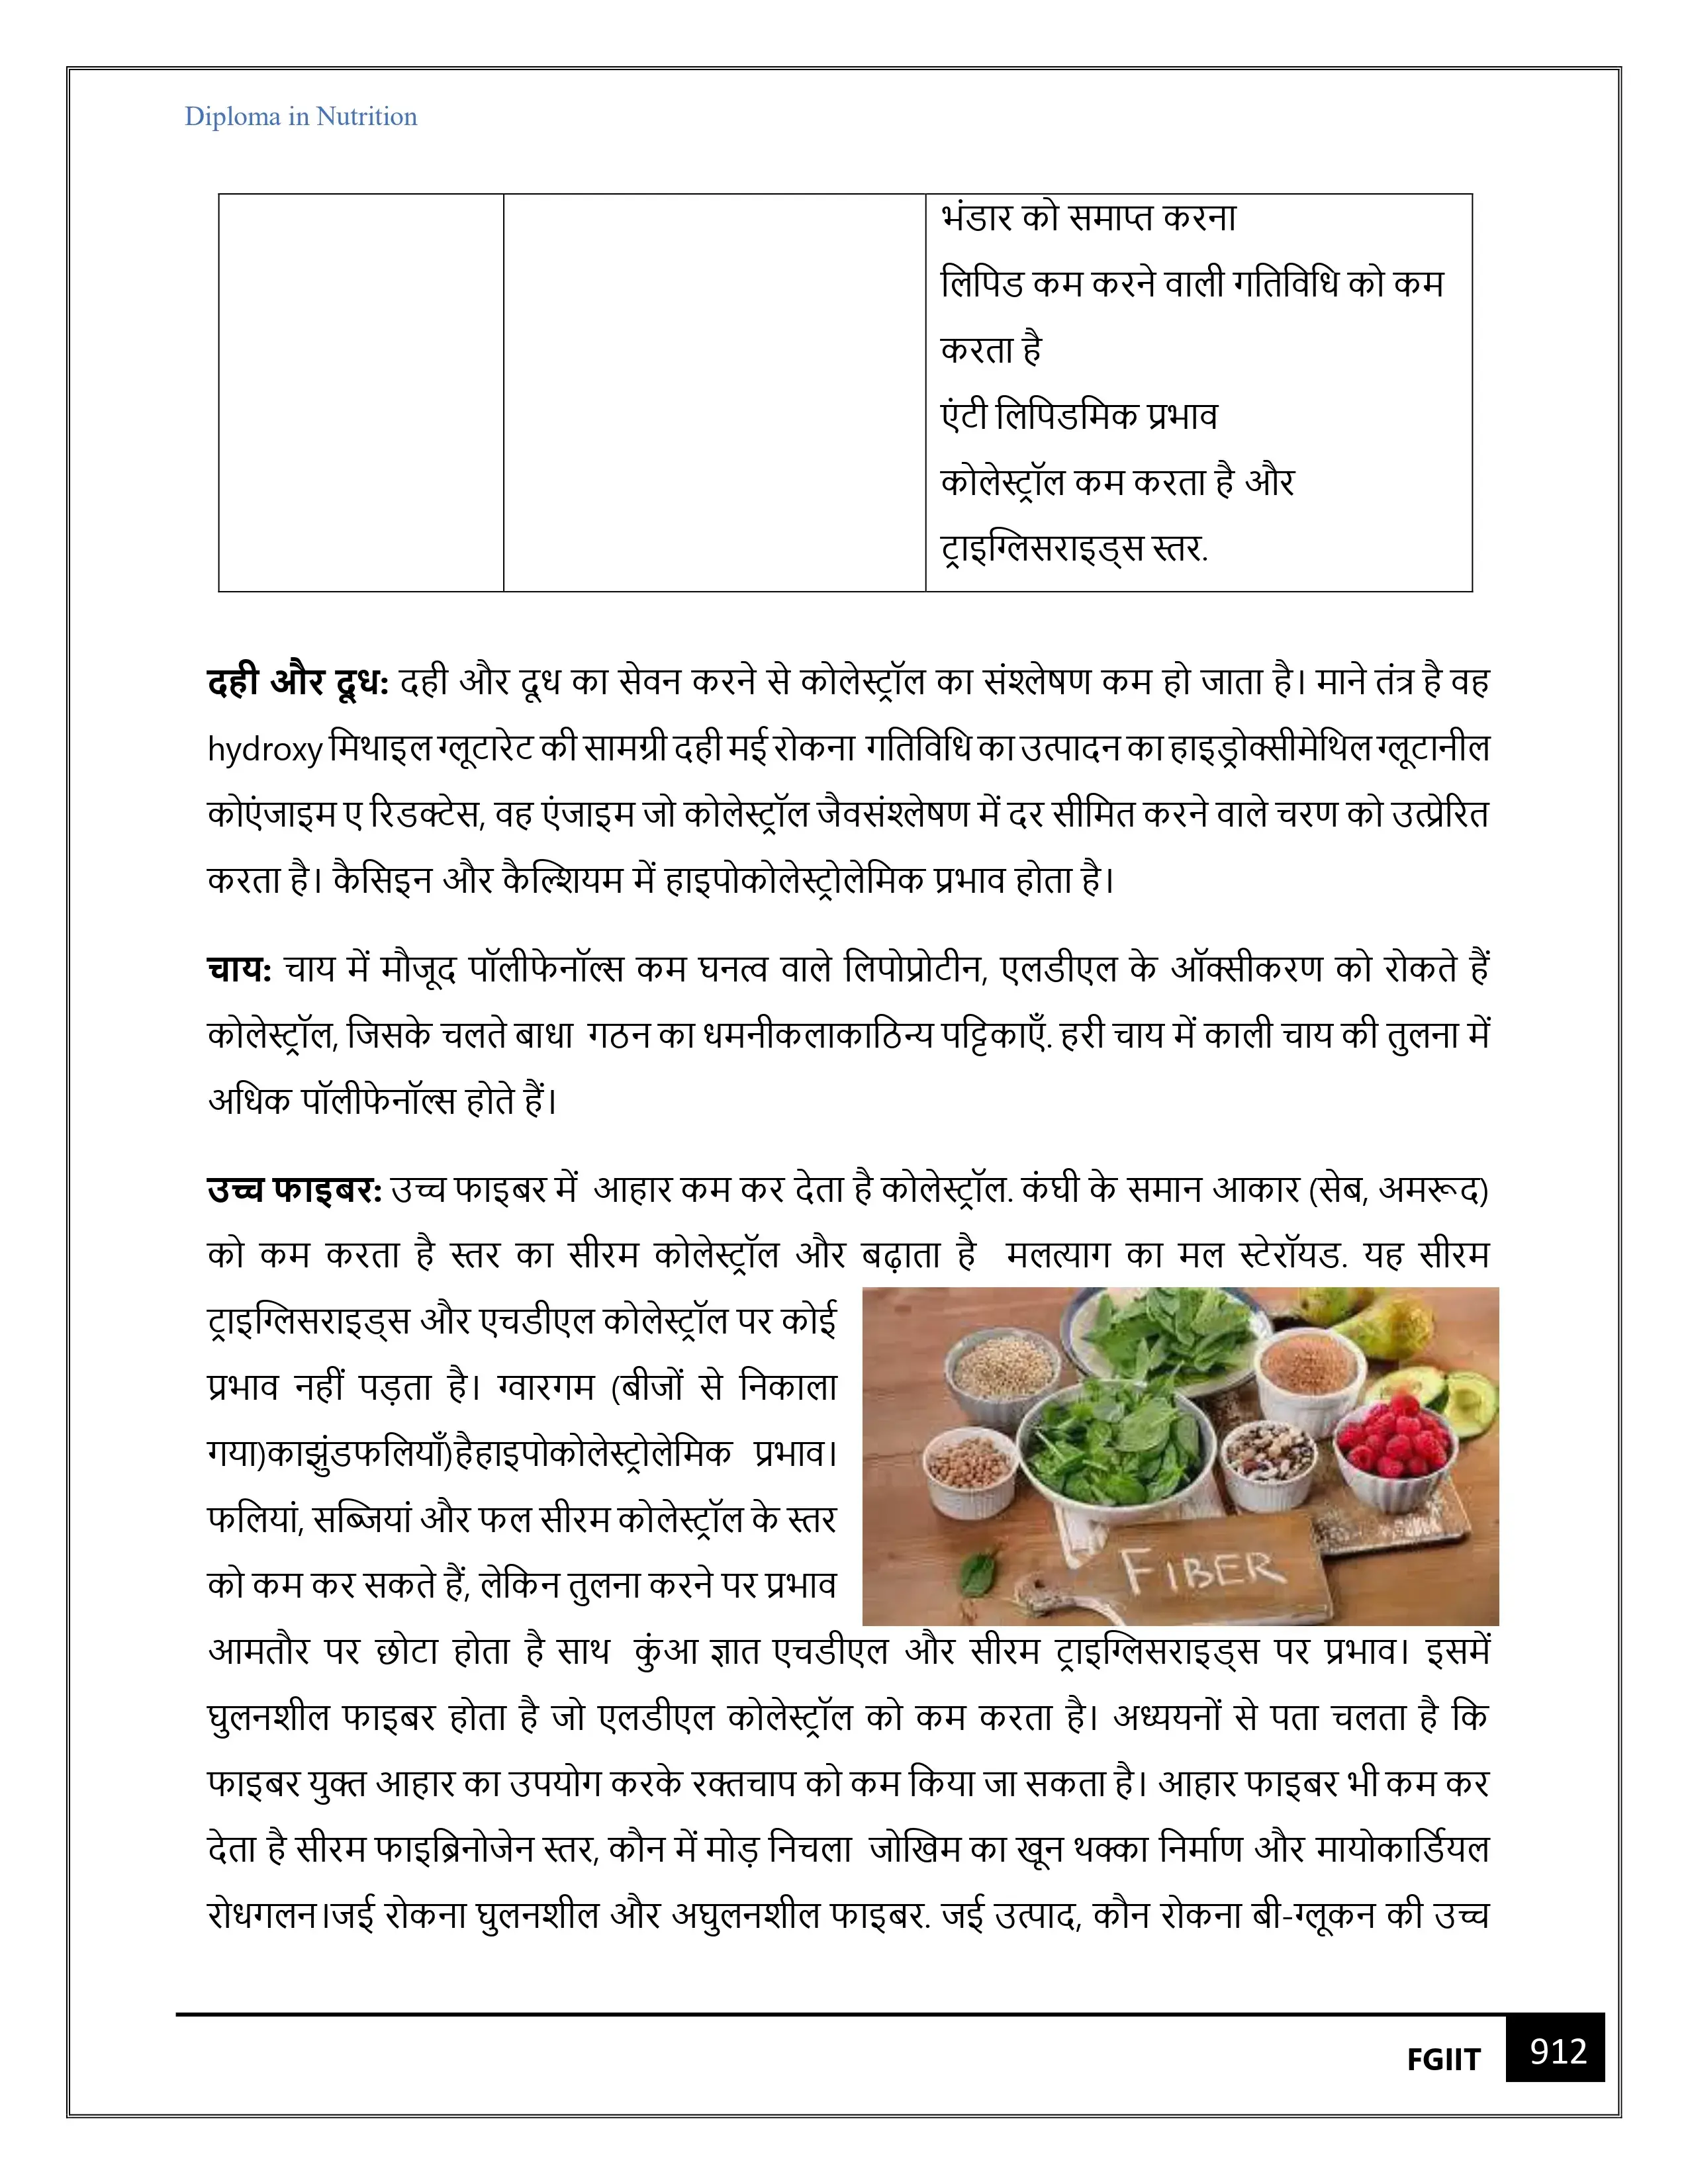 Diploma in Nutrition
भंडार को समाप्त करना
लिपिड कम करने वाली गतिविधि को कम
करता है
एंटी लिपिडमिक प्रभाव
कोलेस्ट्रॉल कम करता है और
ट्राइग्लिसराइड्स स्तर.
दही और दूध: दही और दूध का सेवन करने से कोलेस्ट्रॉल का संश्लेषण कम हो जाता है। माने तंत्र है वह
hydroxy मिथाइल ग्लूटारेट की सामग्री दही मई रोकना गतिविधि का उत्पादन का हाइड्रोक्सीमेथिल ग्लूटानील
कोएंजाइम ए रिडक्टेस, वह एंजाइम जो कोलेस्ट्रॉल जैवसंश्लेषण में दर सीमित करने वाले चरण को उत्प्रेरित
करता है। कैसिइन और कैल्शियम में हाइपोकोलेस्ट्रोलेमिक प्रभाव होता है।
चाय: चाय में मौजूद पॉलीफेनॉल्स कम घनत्व वाले लिपोप्रोटीन, एलडीएल के ऑक्सीकरण को रोकते हैं
कोलेस्ट्रॉल, जिसके चलते बाधा गठन का धमनीकलाकाठिन्य पट्टिकाएँ. हरी चाय में काली चाय की तुलना में
अधिक पॉलीफेनॉल्स होते हैं।
उच्च फाइबर: उच्च फाइबर में आहार कम कर देता है कोलेस्ट्रॉल. कंघी के समान आकार (सेब, अमरूद)
को कम करता है स्तर का सीरम कोलेस्ट्रॉल और बढ़ाता है मलत्याग का मल स्टेरॉयड. यह सीरम
ट्राइग्लिसराइड्स और एचडीएल कोलेस्ट्रॉल पर कोई
प्रभाव नहीं पड़ता है। ग्वारगम (बीजों से निकाला
गया)काझुंडफलियाँ)हैहाइपोकोलेस्ट्रोलेमिक प्रभाव।
फलियां, सब्जियां और फल सीरम कोलेस्ट्रॉल के स्तर
को कम कर सकते हैं, लेकिन तुलना करने पर प्रभाव
FIBER
आमतौर पर छोटा होता है साथ कुंआ ज्ञात एचडीएल और सीरम ट्राइग्लिसराइड्स पर प्रभाव। इसमें
घुलनशील फाइबर होता है जो एलडीएल कोलेस्ट्रॉल को कम करता है। अध्ययनों से पता चलता है कि
फाइबर युक्त आहार का उपयोग करके रक्तचाप को कम किया जा सकता है। आहार फाइबर भी कम कर
देता है सीरम फाइब्रिनोजेन स्तर, कौन में मोड़ निचला जोखिम का खून थक्का निर्माण और मायोकार्डियल
रोधगलन।जई रोकना घुलनशील और अघुलनशील फाइबर. जई उत्पाद, कौन रोकना बी-ग्लूकन की उच्च
FGIIT 912